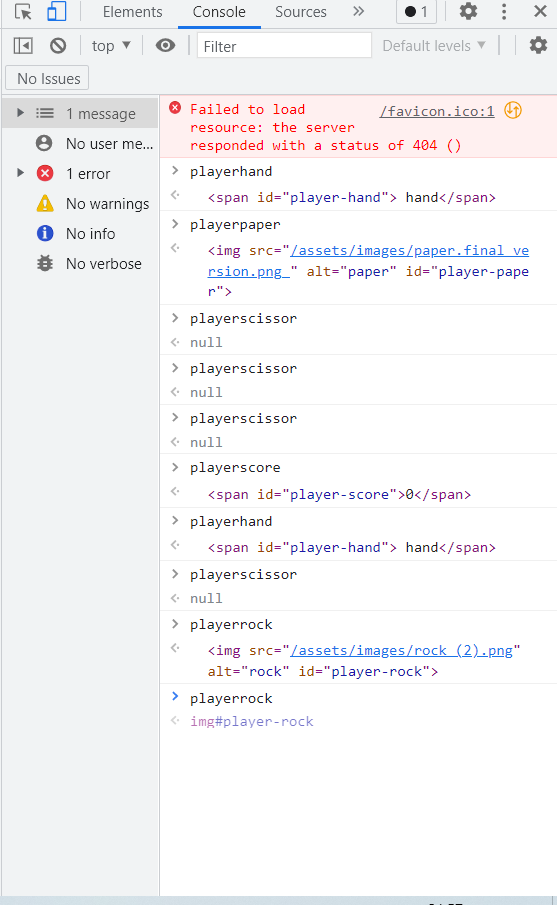 Elements Console Sources » 1
top ▼ Filter Default levels ▼
No Issues
1 message
No user me...
1 error
No warnings
No info
No verbose
Failed to load /favicon.ico:1
resource: the server
responded with a status of 404 ()
playerhand
<span id="player-hand"> hand</span>
playerpaper
<img src="/assets/images/paper.final ve
rsion.png " alt="paper" id="player-pape
r">
playerscissor
null
playerscissor
null
playerscissor
null
playerscore
<span id="player-score">0</span>
playerhand
<span id="player-hand"> hand</span>
playerscissor
null
playerrock
<img src="/assets/images/rock (2).png"
alt="rock" id="player-rock">
playerrock
img#player-rock